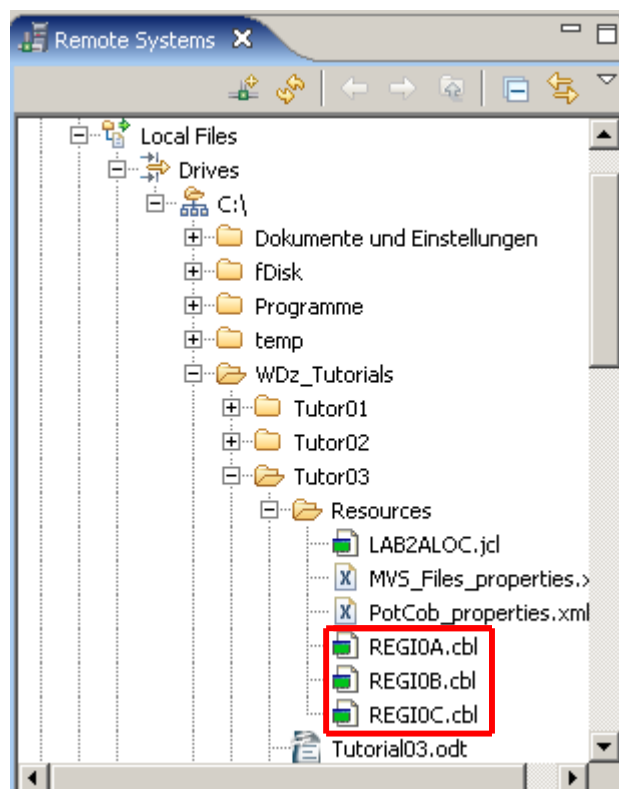 Remote Systems
Local Files
Drives
C:\
Dokumente und Einstellungen
fDisk
Programme
temp
WDz_Tutorials
Tutor01
Tutor02
Tutor03
Resources
LAB2ALOC.jcl
MVS_Files_properties.x
PotCob_properties.xml
REGI0A.cbl
REGI0B.cbl
REGI0C.cbl
Tutorial03.odt